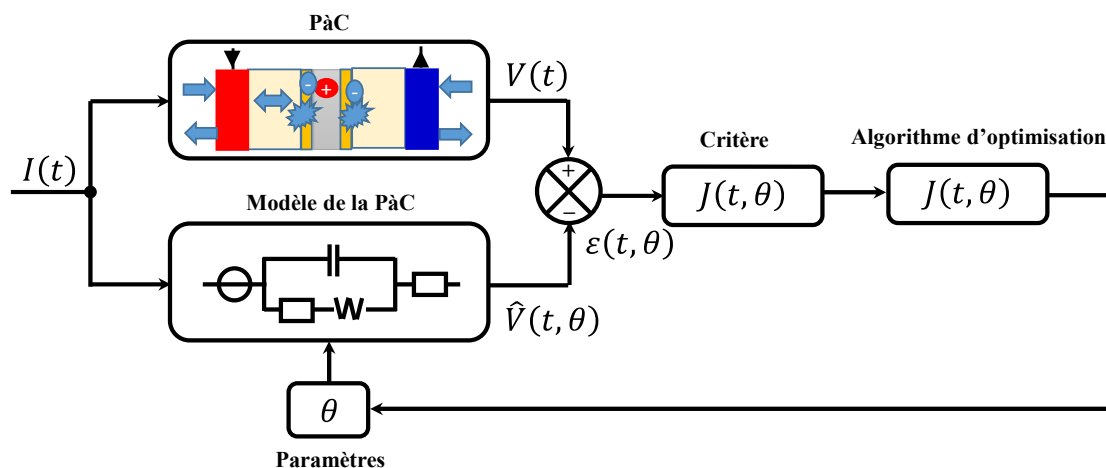 PàC
V(t)
I(t)
Modèle de la PàC
V̂(t, θ)
+
−
ε(t, θ)
Critère
J(t, θ)
Algorithme d’optimisation
J(t, θ)
θ
Paramètres
-
+
-
W